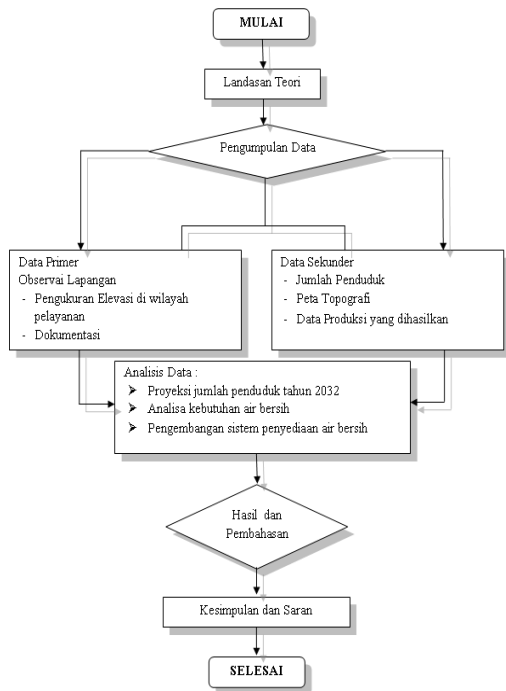 MULAI
Landasan Teori
Pengumpulan Data
Data Primer
Observai Lapangan
- Pengukuran Elevasi di wilayah
pelayanan
- Dokumentasi
Data Sekunder
- Jumlah Penduduk
- Peta Topografi
- Data Produksi yang dihasilkan
Analisis Data :
➢ Proyeksi jumlah penduduk tahun 2032
➢ Analisa kebutuhan air bersih
➢ Pengembangan sistem penyediaan air bersih
Hasil dan
Pembahasan
Kesimpulan dan Saran
SELESAI